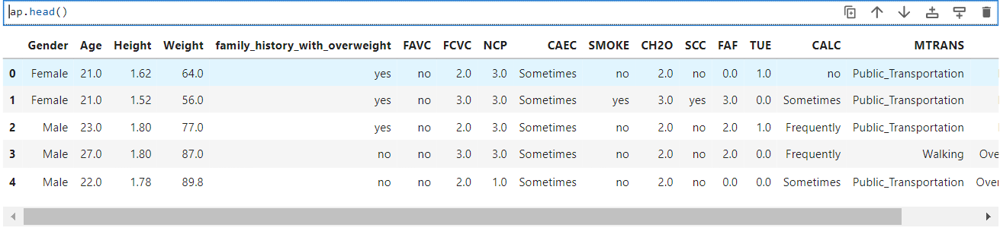 ap.head()
Gender Age Height Weight family_history_with_overweight FAVC FCVC NCP CAEC SMOKE CH2O SCC FAF TUE CALC MTRANS
0 Female 21.0 1.62 64.0 yes no 2.0 3.0 Sometimes no 2.0 no 0.0 1.0 no Public_Transportation
1 Female 21.0 1.52 56.0 yes no 3.0 3.0 Sometimes yes 3.0 yes 3.0 0.0 Sometimes Public_Transportation
2 Male 23.0 1.80 77.0 yes no 2.0 3.0 Sometimes no 2.0 no 2.0 1.0 Frequently Public_Transportation
3 Male 27.0 1.80 87.0 no no 3.0 3.0 Sometimes no 2.0 no 2.0 0.0 Frequently Walking Ove
4 Male 22.0 1.78 89.8 no no 2.0 1.0 Sometimes no 2.0 no 0.0 0.0 Sometimes Public_Transportation Over